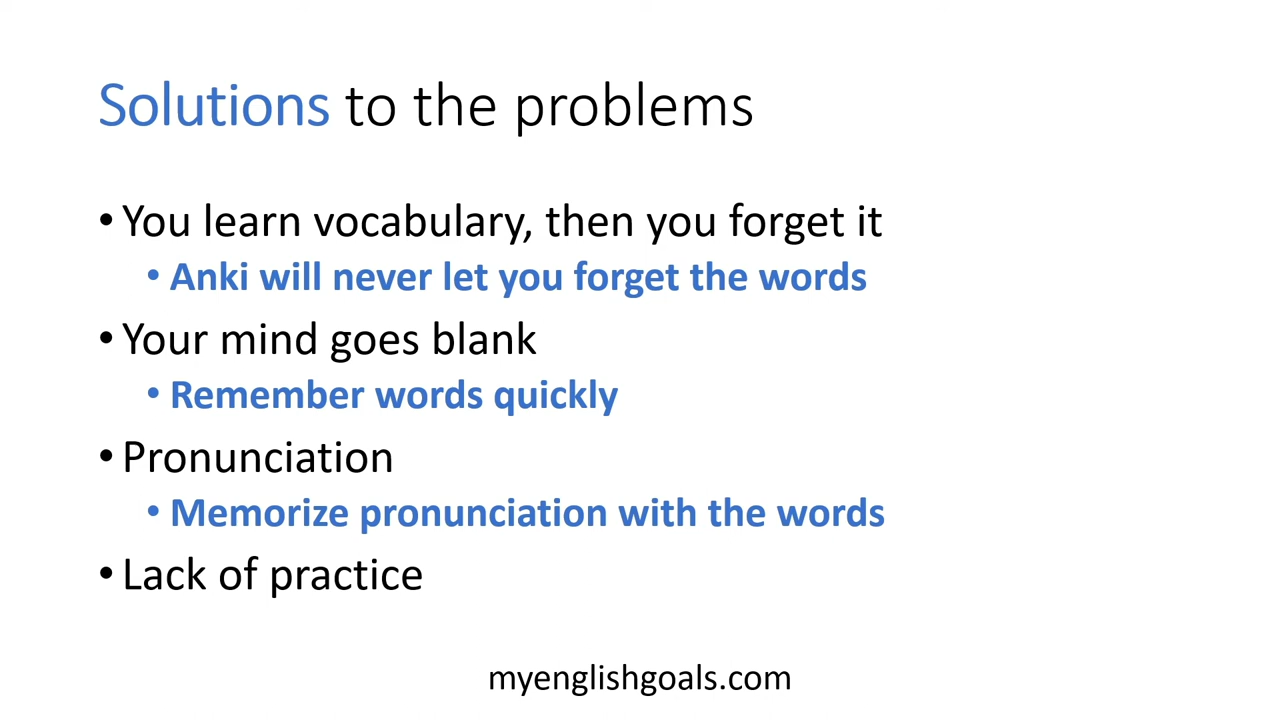 Solutions to the problems
• You learn vocabulary, then you forget it
• Anki will never let you forget the words
• Your mind goes blank
• Remember words quickly
• Pronunciation
• Memorize pronunciation with the words
• Lack of practice
myenglishgoals.com